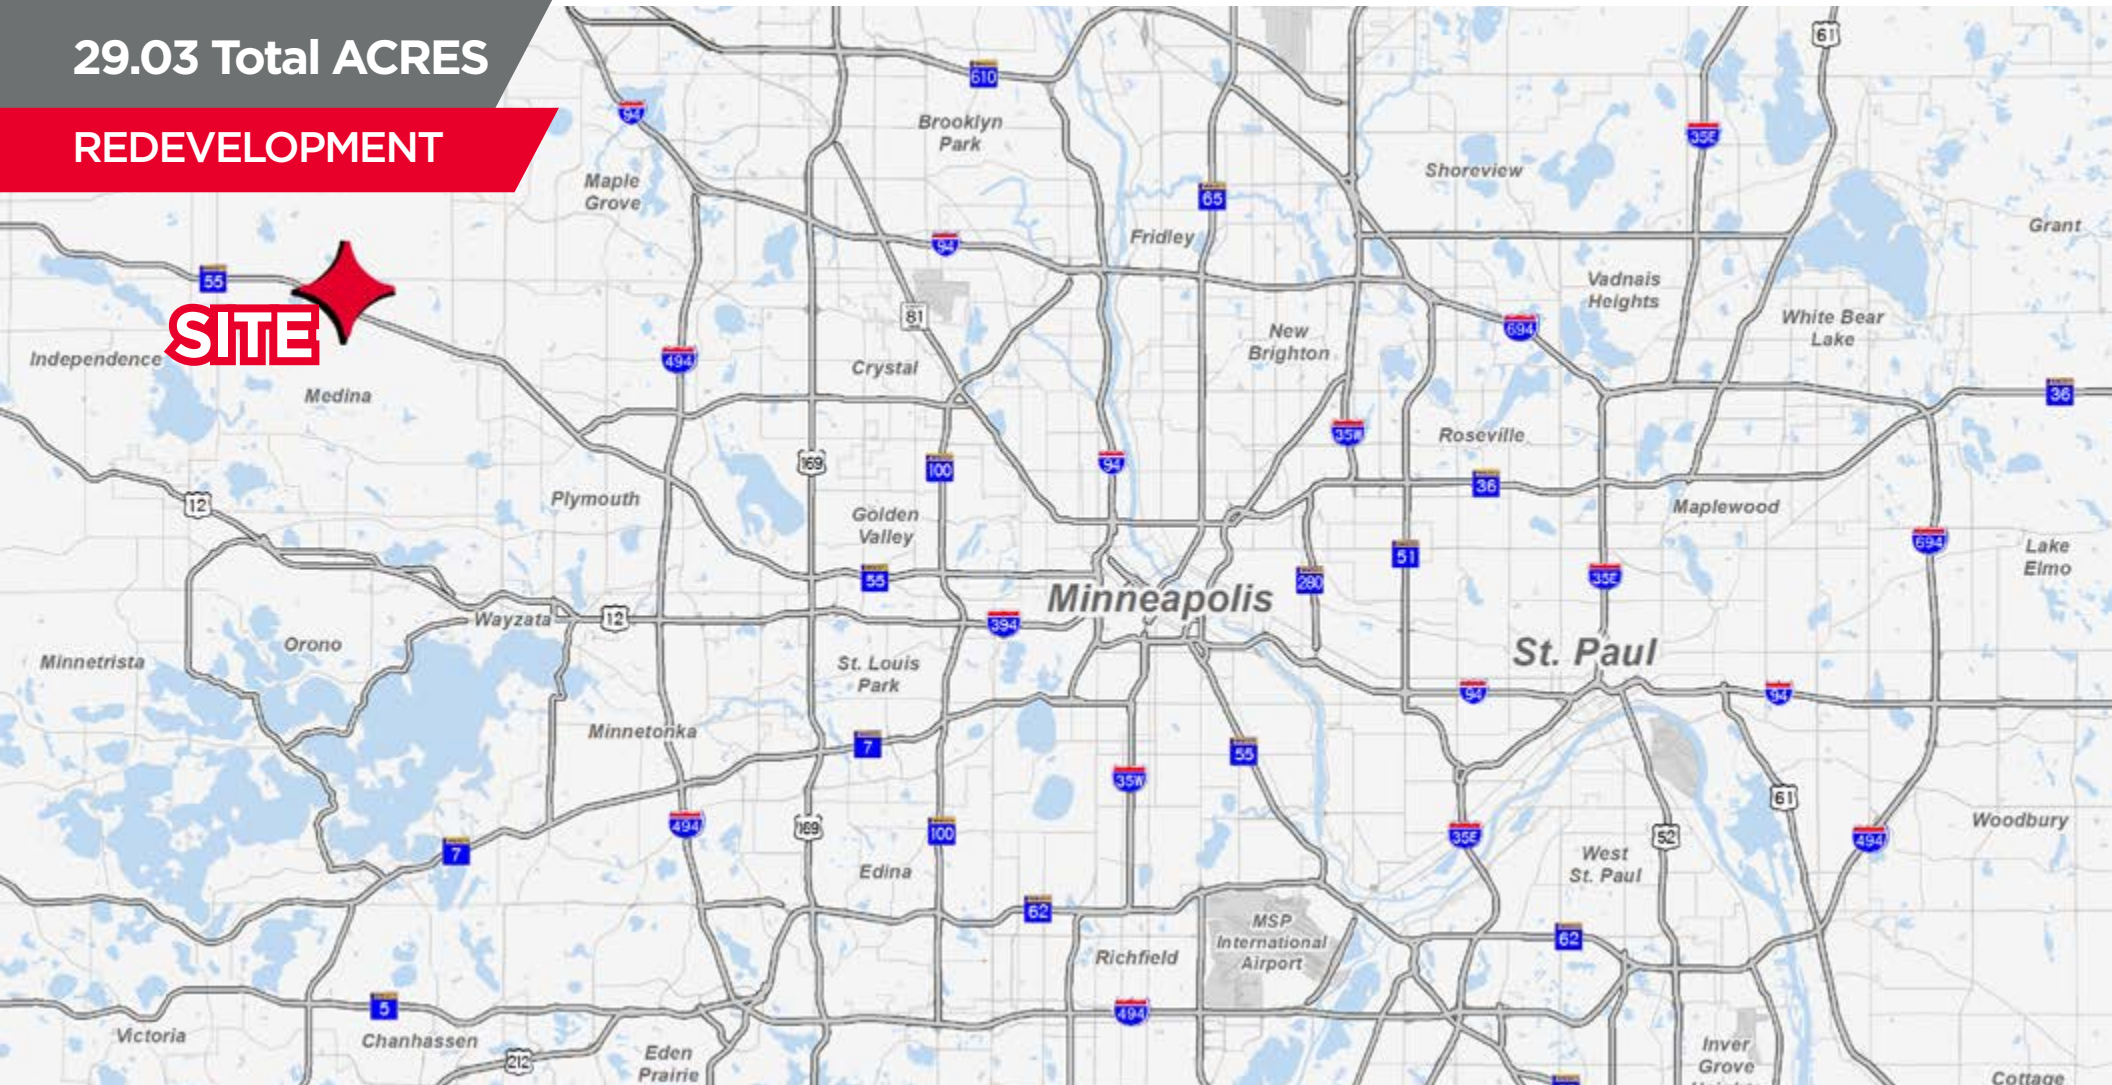 29.03 Total ACRES
REDEVELOPMENT
61
610
94
35E
Brooklyn
Park
Shoreview
Maple
Grove
65
Grant
Fridley
94
55
Vadnais
Heights
SITE
81
694
White Bear
Lake
New
Brighton
Independence
494
Crystal
Medina
36
35W
Roseville
169
100
94
36
12
Plymouth
Maplewood
Golden
Valley
694
51
Lake
Elmo
55
280
35E
Minneapolis
Wayzata
12
394
Orono
St. Paul
Minnetrista
St. Louis
Park
94
94
Minnetonka
7
55
35W
61
494
169
100
35E
52
494
Woodbury
7
West
St. Paul
Edina
62
MSP
International
Airport
62
Richfield
5
494
Victoria
Chanhassen
212
Eden
Prairie
Inver
Grove
Heights
Cottage